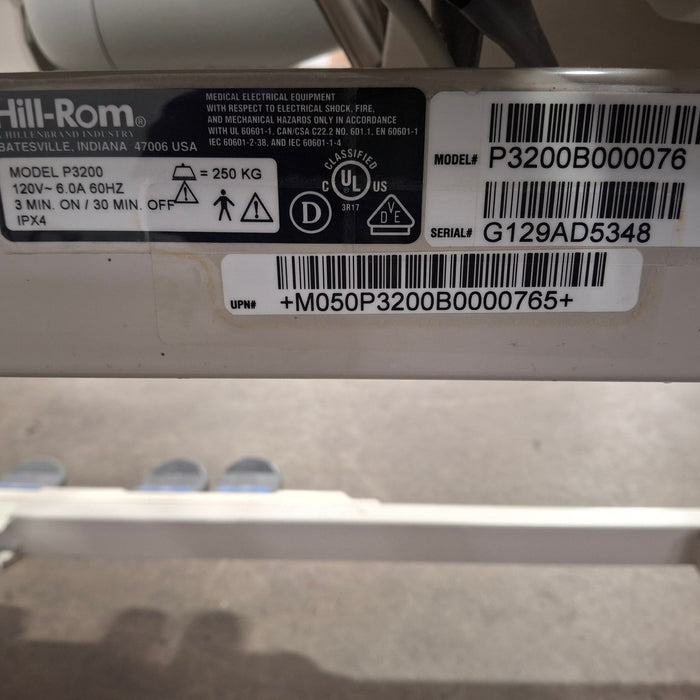 Hill-Rom®
A HILLENBRAND INDUSTRY
BATESVILLE, INDIANA 47006 USA
MEDICAL ELECTRICAL EQUIPMENT
WITH RESPECT TO ELECTRICAL SHOCK, FIRE,
AND MECHANICAL HAZARDS ONLY IN ACCORDANCE
WITH UL 60601-1, CAN/CSA C22.2 NO. 601.1, EN 60601-1
IEC 60601-2-38, AND IEC 60601-1-4
MODEL P3200
120V~ 6.0A 60HZ
3 MIN. ON / 30 MIN. OFF
IPX4
= 250 KG
D
CLASSIFIED
C UL US
3R17
VDE
MODEL# P3200B000076
SERIAL# G129AD5348
UPN# +M050P3200B0000765+